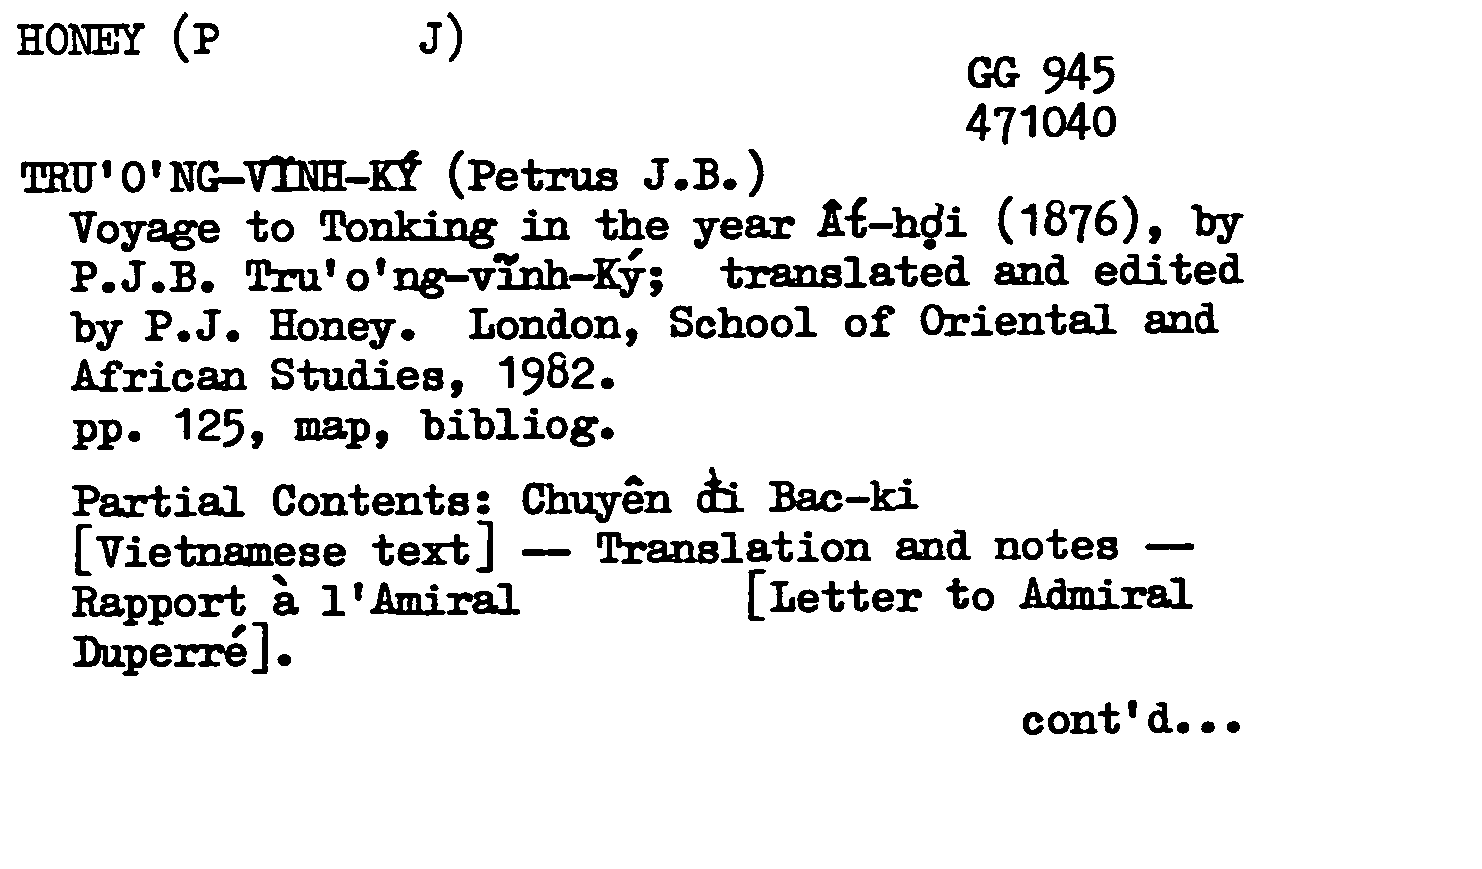 HONEY (P J)
GG 945
471040
TRU'O'NG-VĨNH-KÝ (Petrus J.B.)
Voyage to Tonking in the year Ất-hợi (1876), by
P.J.B. Tru'o'ng-vĩnh-Ký; translated and edited
by P.J. Honey. London, School of Oriental and
African Studies, 1982.
pp. 125, map, bibliog.
Partial Contents: Chuyên đi Bac-ki
[Vietnamese text] — Translation and notes —
Rapport à l'Amiral [Letter to Admiral
Duperré].
cont'd...